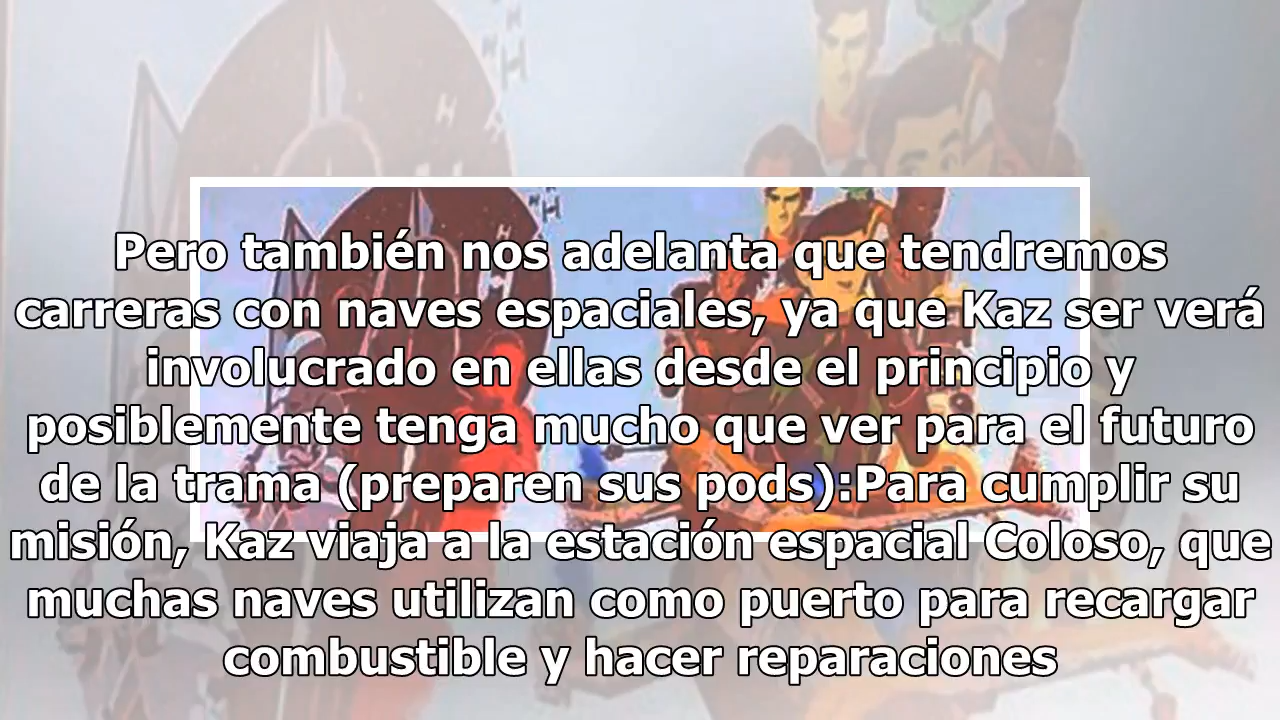 Pero también nos adelanta que tendremos
carreras con naves espaciales, ya que Kaz ser verá
involucrado en ellas desde el principio y
posiblemente tenga mucho que ver para el futuro
de la trama (preparen sus pods):Para cumplir su
misión, Kaz viaja a la estación espacial Coloso, que
muchas naves utilizan como puerto para recargar
combustible y hacer reparaciones